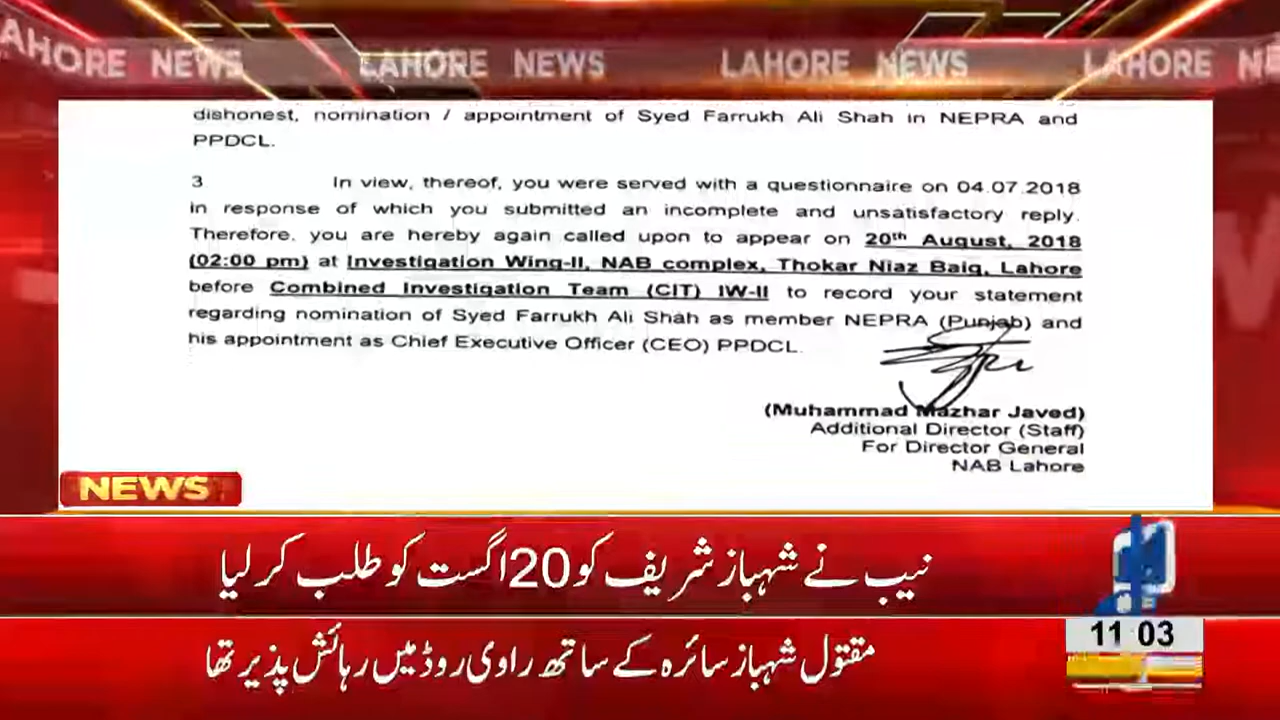 LAHORE NEWS LAHORE NEWS LAHORE NEWS LAHORE NE
dishonest, nomination / appointment of Syed Farrukh Ali Shah in NEPRA and
PPDCL.
3 In view, thereof, you were served with a questionnaire on 04.07.2018
in response of which you submitted an incomplete and unsatisfactory reply.
Therefore, you are hereby again called upon to appear on 20th August, 2018
(02:00 pm) at Investigation Wing-II, NAB complex, Thokar Niaz Baig, Lahore
before Combined Investigation Team (CIT) IW-II to record your statement
regarding nomination of Syed Farrukh Ali Shah as member NEPRA (Punjab) and
his appointment as Chief Executive Officer (CEO) PPDCL.
(Muhammad Mazhar Javed)
Additional Director (Staff)
For Director General
NAB Lahore
NEWS
نیب نے شہباز شریف کو 20 اگست کو طلب کر لیا
مقتول شہباز سائرہ کے ساتھ راوی روڈ میں رہائش پذیر تھا
11 03